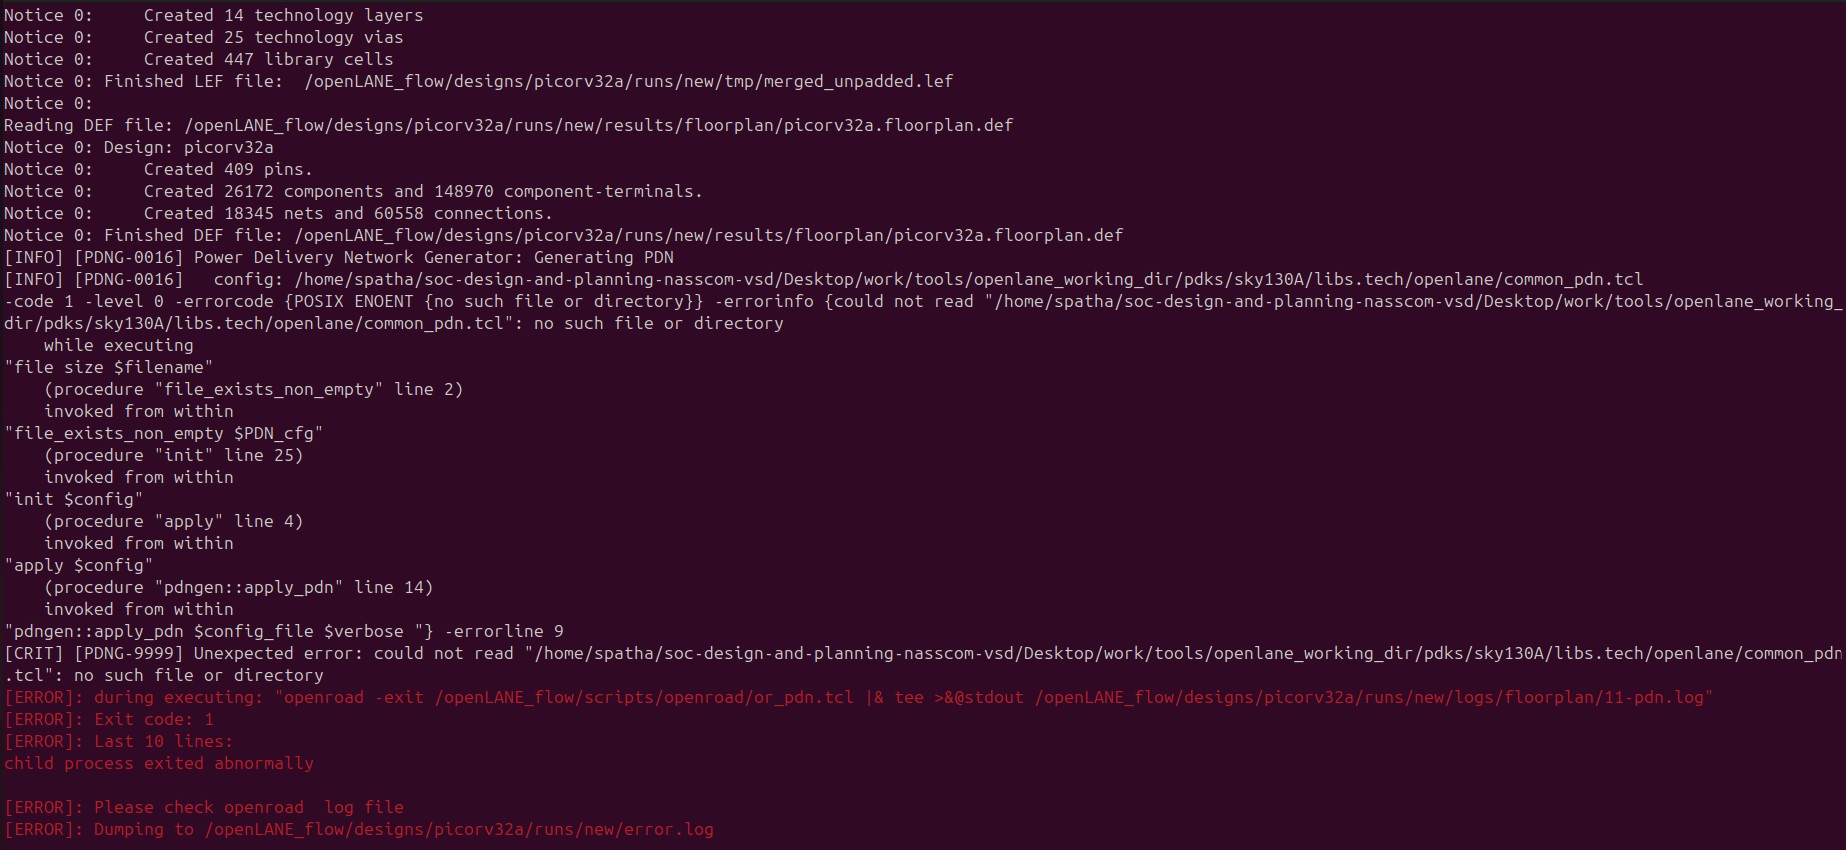 Notice 0:     Created 14 technology layers
Notice 0:     Created 25 technology vias
Notice 0:     Created 447 library cells
Notice 0: Finished LEF file:  /openLANE_flow/designs/picorv32a/runs/new/tmp/merged_unpadded.lef
Notice 0:
Reading DEF file: /openLANE_flow/designs/picorv32a/runs/new/results/floorplan/picorv32a.floorplan.def
Notice 0: Design: picorv32a
Notice 0:     Created 409 pins.
Notice 0:     Created 26172 components and 148970 component-terminals.
Notice 0:     Created 18345 nets and 60558 connections.
Notice 0: Finished DEF file: /openLANE_flow/designs/picorv32a/runs/new/results/floorplan/picorv32a.floorplan.def
[INFO] [PDNG-0016] Power Delivery Network Generator: Generating PDN
[INFO] [PDNG-0016]   config: /home/spatha/soc-design-and-planning-nasscom-vsd/Desktop/work/tools/openlane_working_dir/pdks/sky130A/libs.tech/openlane/common_pdn.tcl
-code 1 -level 0 -errorcode {POSIX ENOENT {no such file or directory}} -errorinfo {could not read "/home/spatha/soc-design-and-planning-nasscom-vsd/Desktop/work/tools/openlane_working_
dir/pdks/sky130A/libs.tech/openlane/common_pdn.tcl": no such file or directory
    while executing
"file size $filename"
    (procedure "file_exists_non_empty" line 2)
    invoked from within
"file_exists_non_empty $PDN_cfg"
    (procedure "init" line 25)
    invoked from within
"init $config"
    (procedure "apply" line 4)
    invoked from within
"apply $config"
    (procedure "pdngen::apply_pdn" line 14)
    invoked from within
"pdngen::apply_pdn $config_file $verbose "} -errorline 9
[CRIT] [PDNG-9999] Unexpected error: could not read "/home/spatha/soc-design-and-planning-nasscom-vsd/Desktop/work/tools/openlane_working_dir/pdks/sky130A/libs.tech/openlane/common_pdn
.tcl": no such file or directory
[ERROR]: during executing: "openroad -exit /openLANE_flow/scripts/openroad/or_pdn.tcl |& tee >&@stdout /openLANE_flow/designs/picorv32a/runs/new/logs/floorplan/11-pdn.log"
[ERROR]: Exit code: 1
[ERROR]: Last 10 lines:
child process exited abnormally
[ERROR]: Please check openroad  log file
[ERROR]: Dumping to /openLANE_flow/designs/picorv32a/runs/new/error.log